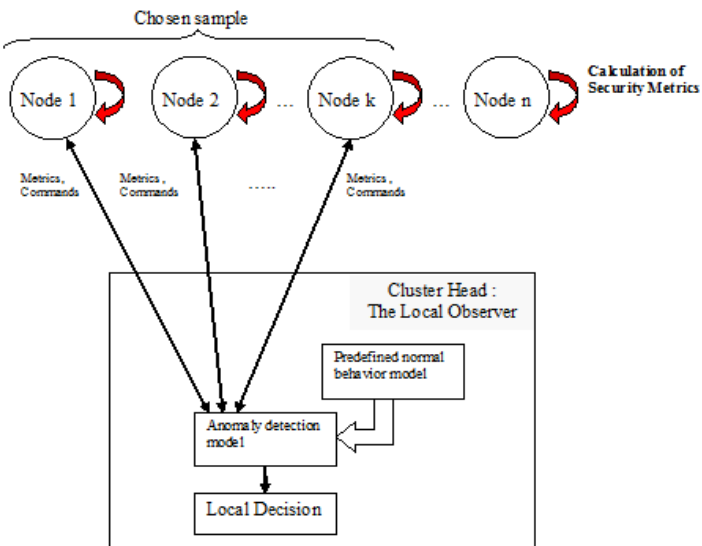 Chosen sample
Node 1
Node 2
...
Node k
...
Node n
Calculation of
Security Metrics
Metrics ,
Commands
Metrics ,
Commands
.....
Metrics ,
Commands
Cluster Head :
The Local Observer
Predefined normal
behavior model
Anomaly detection
model
Local Decision